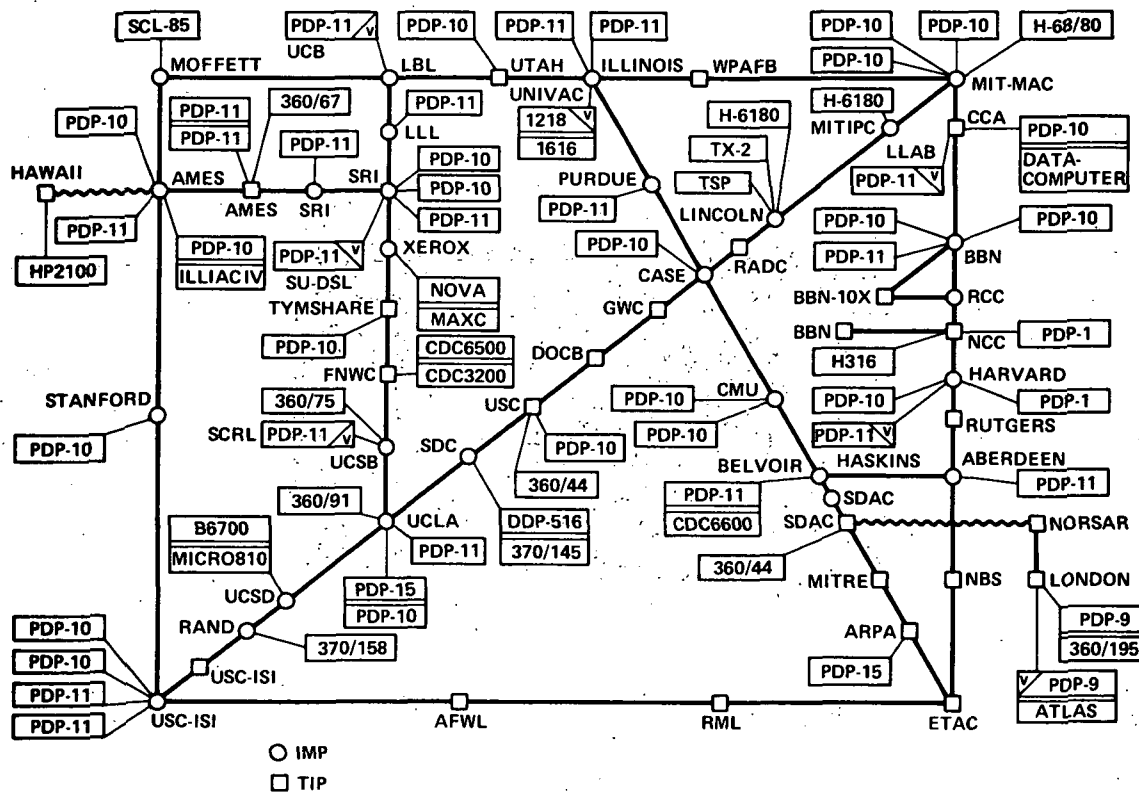 SCL-85
PDP-11 v
UCB
PDP-10
PDP-11
PDP-11
PDP-10
PDP-10
H-68/80
PDP-10
MOFFETT
LBL
UTAH
ILLINOIS
WPAFB
MIT-MAC
UNIVAC
1218 v
1616
H-6180
MITIPC
CCA
PDP-10
DATA-
COMPUTER
PDP-10
PDP-11
PDP-11
360/67
PDP-11
PDP-11
LLL
H-6180
TX-2
TSP
LINCOLN
LLAB
PDP-11 v
HAWAII
AMES
AMES
SRI
SRI
PDP-10
PDP-10
PDP-11
PURDUE
PDP-11
PDP-11
HP2100
PDP-10
ILLIACIV
PDP-11 v
SU-DSL
XEROX
NOVA
MAXC
PDP-10
CASE
RADC
PDP-10
PDP-11
PDP-10
BBN
BBN-10X
RCC
TYMSHARE
PDP-10
GWC
BBN
NCC
PDP-1
H316
FNWC
CDC6500
CDC3200
DOCB
STANFORD
PDP-10
360/75
SCRL
PDP-11 v
UCSB
USC
PDP-10
360/44
SDC
DDP-516
370/145
PDP-10
CMU
PDP-10
HARVARD
PDP-10
PDP-1
PDP-11 v
RUTGERS
BELVOIR
HASKINS
ABERDEEN
PDP-11
PDP-11
CDC6600
SDAC
SDAC
360/44
NORSAR
360/91
UCLA
PDP-11
PDP-15
PDP-10
B6700
MICRO810
UCSD
RAND
370/158
MITRE
NBS
LONDON
PDP-9
360/195
v PDP-9
ATLAS
ARPA
PDP-15
PDP-10
PDP-10
PDP-11
PDP-11
USC-ISI
USC-ISI
AFWL
RML
ETAC
IMP
TIP